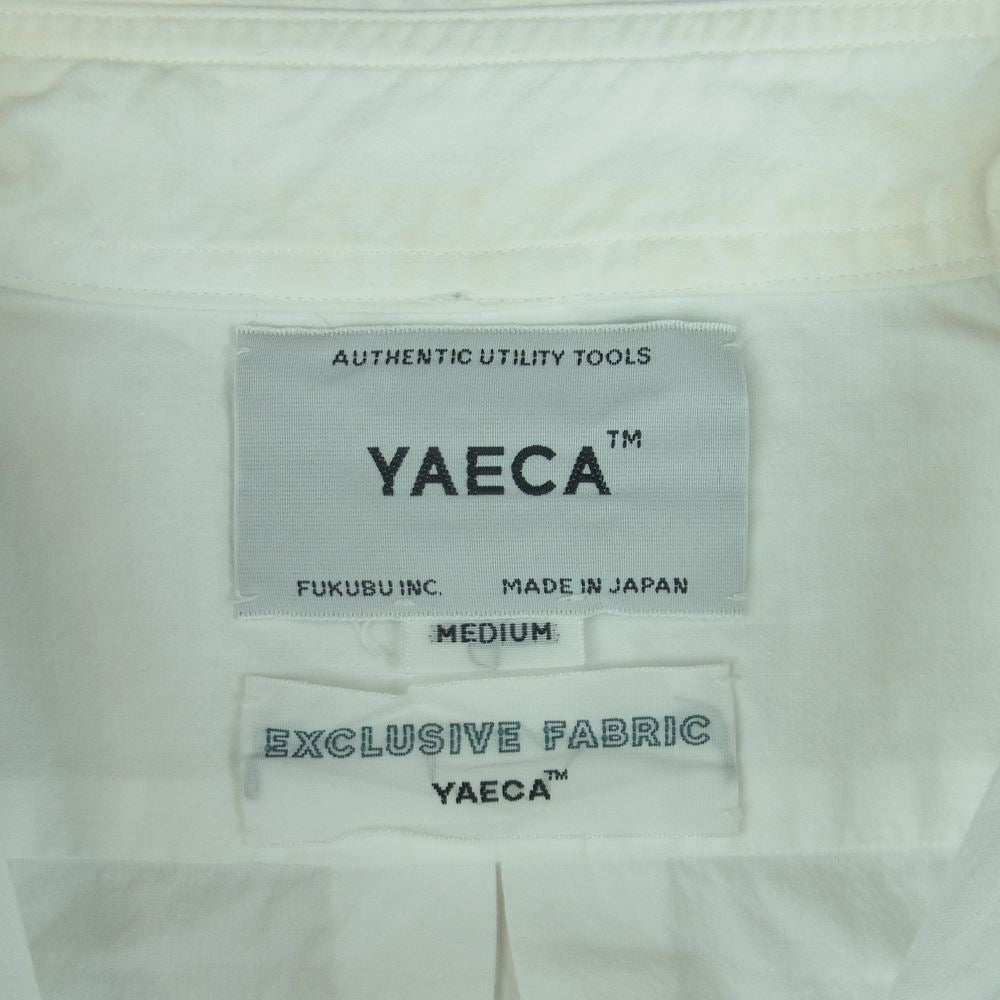 AUTHENTIC UTILITY TOOLS
YAECA™
FUKUBU INC. MADE IN JAPAN
MEDIUM
EXCLUSIVE FABRIC
YAECA™